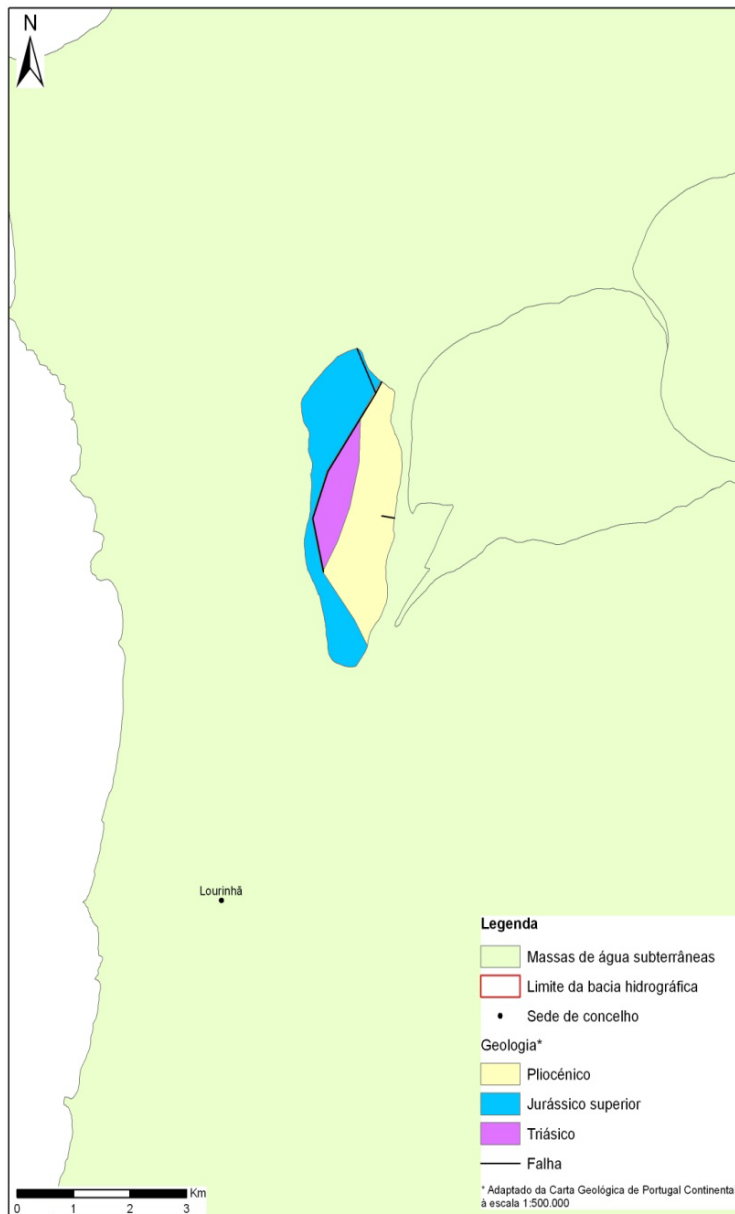 N
Lourinhã
Legenda
Massas de água subterrâneas
Limite da bacia hidrográfica
Sede de concelho
Geologia*
Pliocénico
Jurássico superior
Triásico
Falha
* Adaptado da Carta Geológica de Portugal Continental
à escala 1:500.000
Km
0 1 2 3